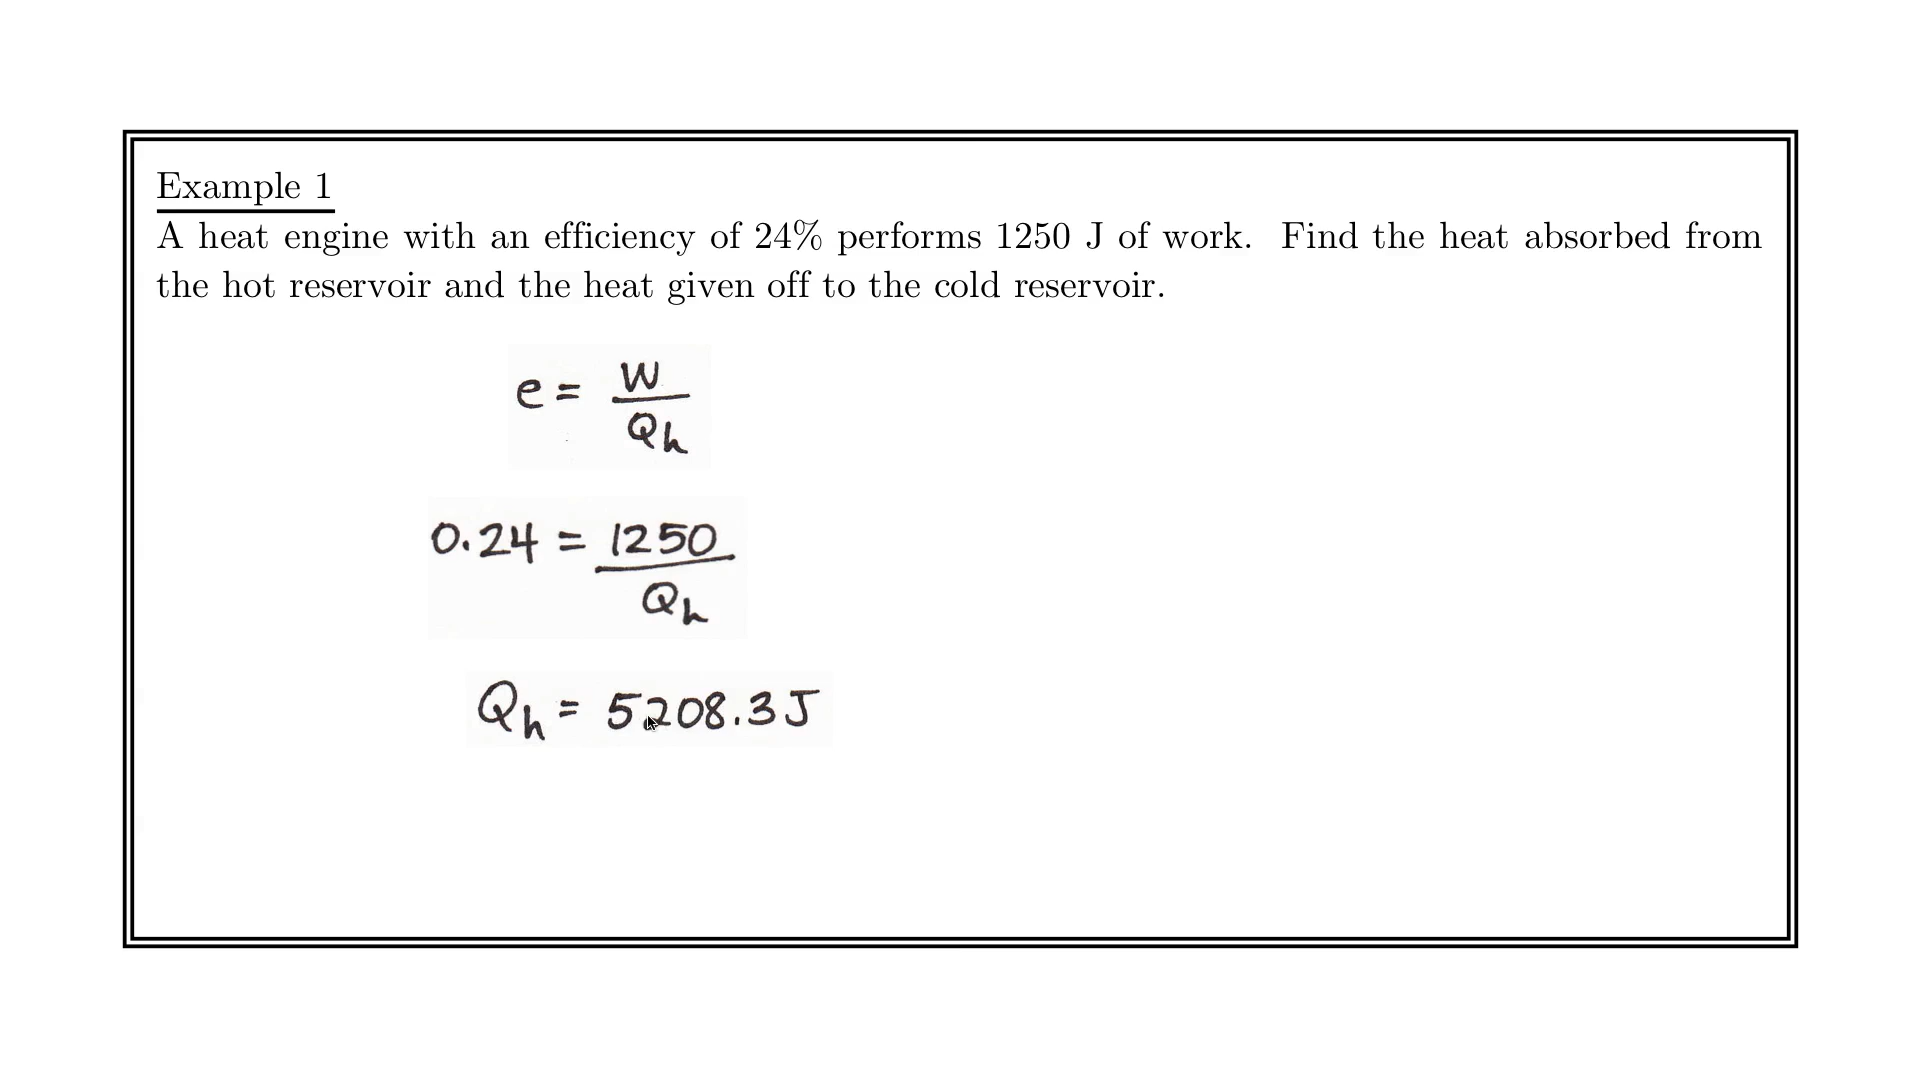 Example 1
A heat engine with an efficiency of 24% performs 1250 J of work. Find the heat absorbed from
the hot reservoir and the heat given off to the cold reservoir.
e = W / Qh
0.24 = 1250 / Qh
Qh = 5208.3 J